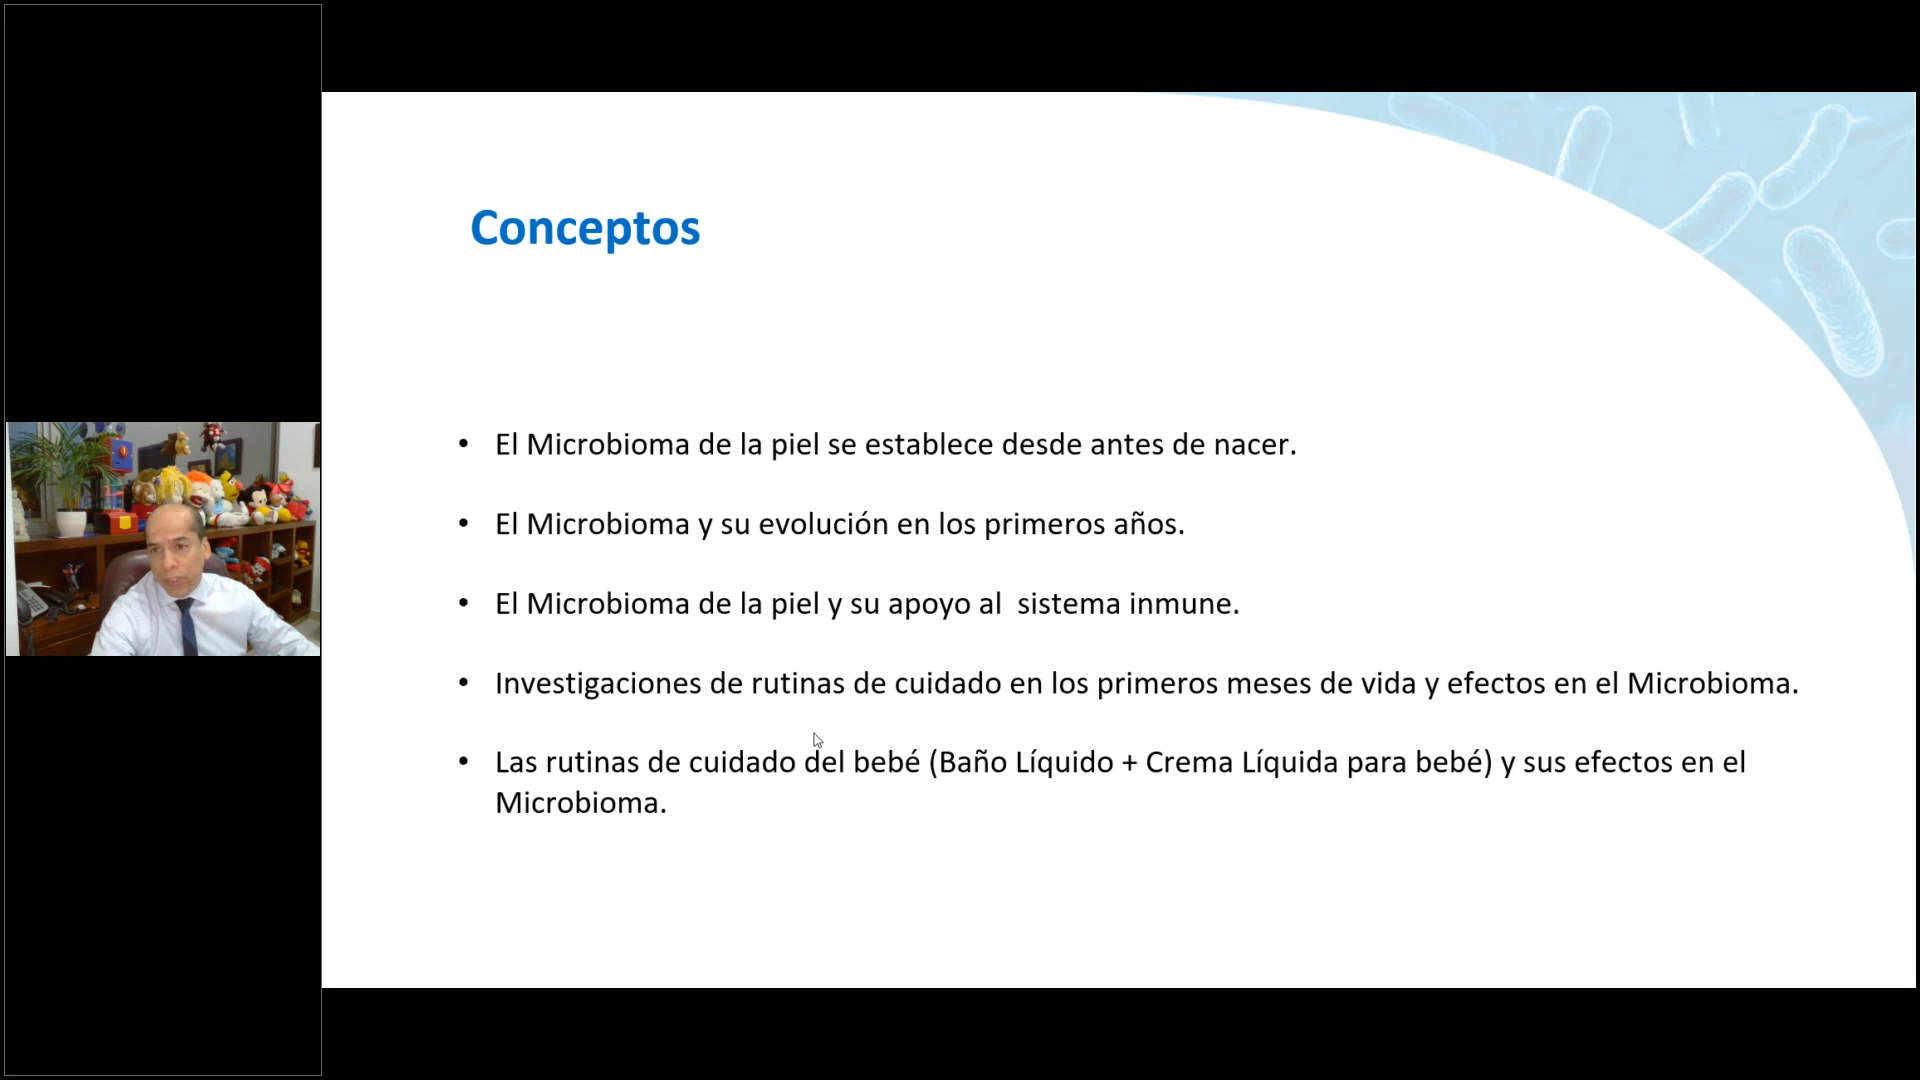 Conceptos
• El Microbioma de la piel se establece desde antes de nacer.
• El Microbioma y su evolución en los primeros años.
• El Microbioma de la piel y su apoyo al  sistema inmune.
• Investigaciones de rutinas de cuidado en los primeros meses de vida y efectos en el Microbioma.
• Las rutinas de cuidado del bebé (Baño Líquido + Crema Líquida para bebé) y sus efectos en el
Microbioma.